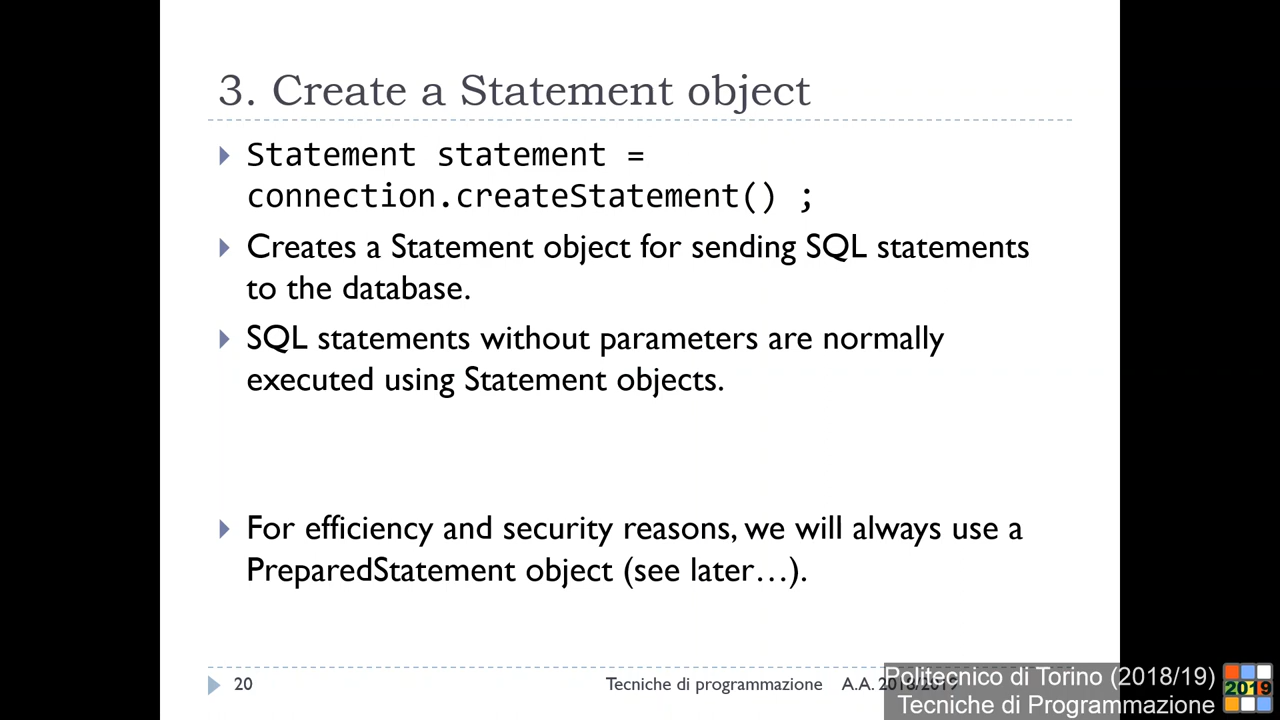 3. Create a Statement object
Statement statement =
connection.createStatement() ;
Creates a Statement object for sending SQL statements
to the database.
SQL statements without parameters are normally
executed using Statement objects.
For efficiency and security reasons, we will always use a
PreparedStatement object (see later…).
20
Tecniche di programmazione A.A. 2018/2019
Politecnico di Torino (2018/19)
Tecniche di Programmazione
2019